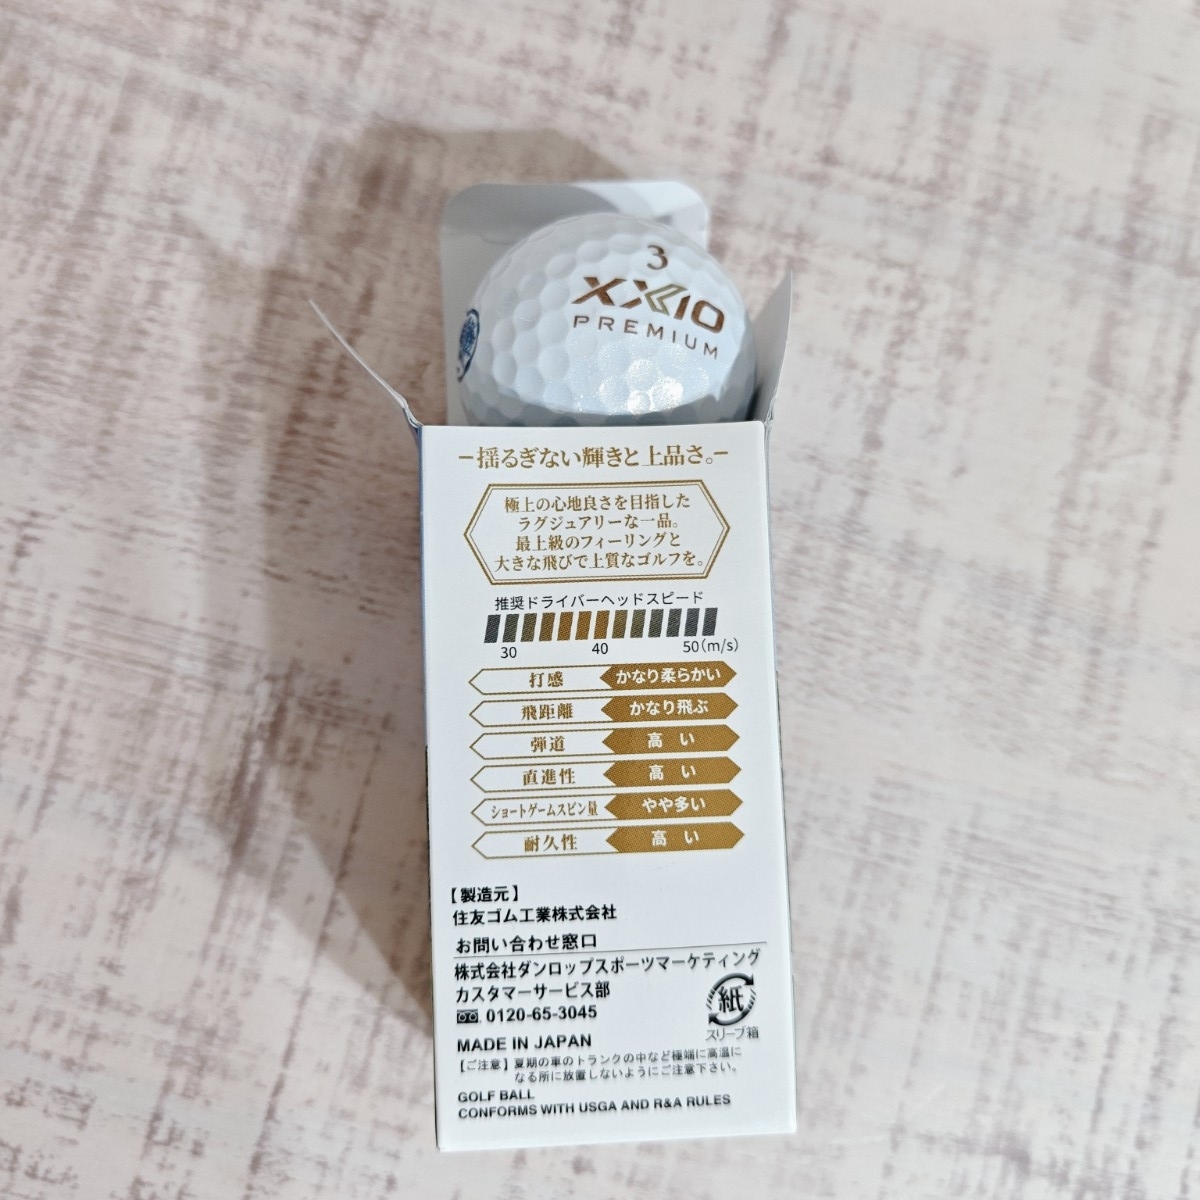 3
XXIO
PREMIUM
−揺るぎない輝きと上品さ。−
極上の心地良さを目指した
ラグジュアリーな一品。
最上級のフィーリングと
大きな飛びで上質なゴルフを。
推奨ドライバーヘッドスピード
30 40 50(m/s)
打感 かなり柔らかい
飛距離 かなり飛ぶ
弾道 高い
直進性 高い
ショートゲームスピン量 やや多い
耐久性 高い
【製造元】
住友ゴム工業株式会社
お問い合わせ窓口
株式会社ダンロップスポーツマーケティング
カスタマーサービス部
0120-65-3045
紙
スリーブ箱
MADE IN JAPAN
【ご注意】夏期の車のトランクの中など極端に高温に
なる所に放置しないようにご注意下さい。
GOLF BALL
CONFORMS WITH USGA AND R&A RULES